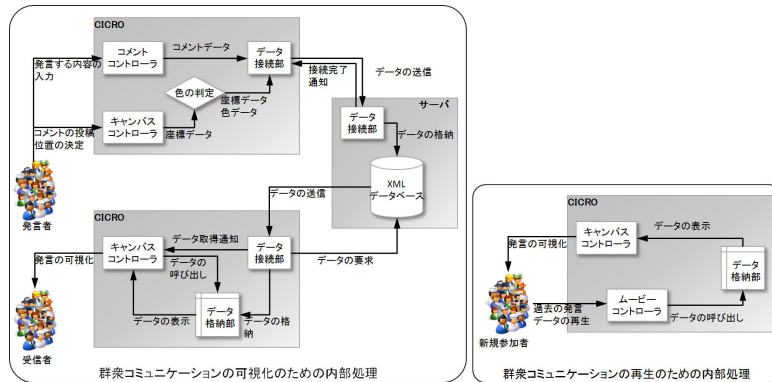 CICRO
発言する内容の
入力
コメント
コントローラ
コメントデータ
データ
接続部
色の判定
座標データ
色データ
コメントの投稿
位置の決定
キャンバス
コントローラ
座標データ
発言者
接続完了
通知
データの送信
サーバ
データ
接続部
データの格納
XML
データベース
データの送信
データの要求
CICRO
発言の可視化
キャンバス
コントローラ
データ取得通知
データの
呼び出し
データ
接続部
データの表示
データ
格納部
データの格
納
受信者
群衆コミュニケーションの可視化のための内部処理
CICRO
発言の可視化
キャンバス
コントローラ
データの表示
データ
格納部
過去の発言
データの再生
ムービー
コントローラ
データの呼び出し
新規参加者
群衆コミュニケーションの再生のための内部処理